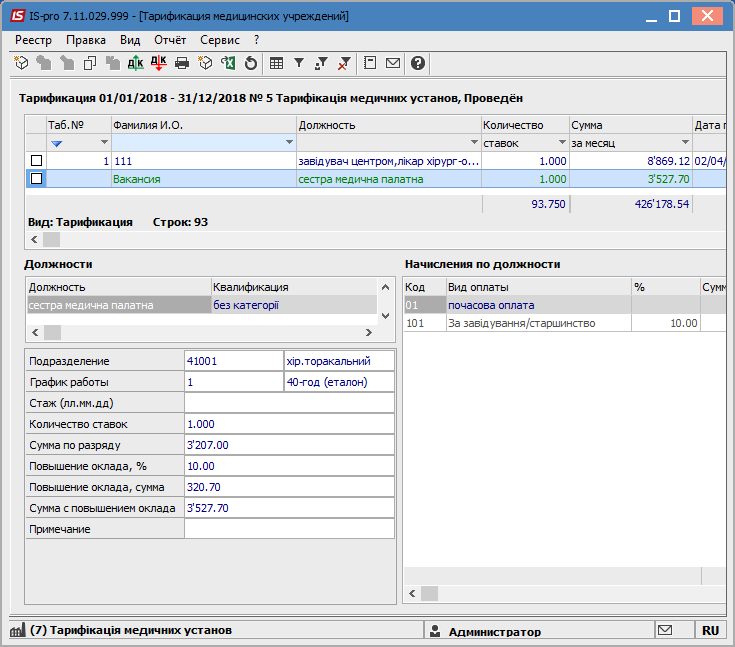 IS-pro 7.11.029.999 - [Тарификация медицинских учреждений]
Реестр Правка Вид Отчёт Сервис ?
Тарификация 01/01/2018 - 31/12/2018 № 5 Тарифікація медичних установ, Проведён
Таб.№ Фамилия И.О. Должность Количество ставок Сумма за месяц Дата п
1 111 завідувач центром,лікар хірург-о... 1.000 8'869.12 02/04/
Вакансия сестра медична палатна 1.000 3'527.70
93.750 426'178.54
Вид: Тарификация Строк: 93
Должности
Должность Квалификация
сестра медична палатна без категорії
Начисления по должности
Код Вид оплаты % Сумм
01 почасова оплата
101 За завідування/старшинство 10.00
Подразделение 41001 хір.торакальний
График работы 1 40-год (еталон)
Стаж (лл.мм.дд)
Количество ставок 1.000
Сумма по разряду 3'207.00
Повышение оклада, % 10.00
Повышение оклада, сумма 320.70
Сумма с повышением оклада 3'527.70
Примечание
(7) Тарифікація медичних установ Администратор RU